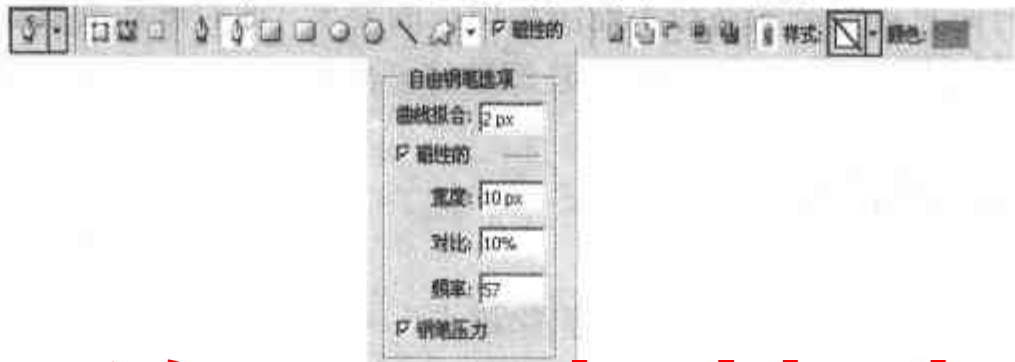 磁性的 样式: 颜色:
自由钢笔选项
曲线拟合: 2 px
磁性的
宽度: 10 px
对比: 10%
频率: 57
钢笔压力